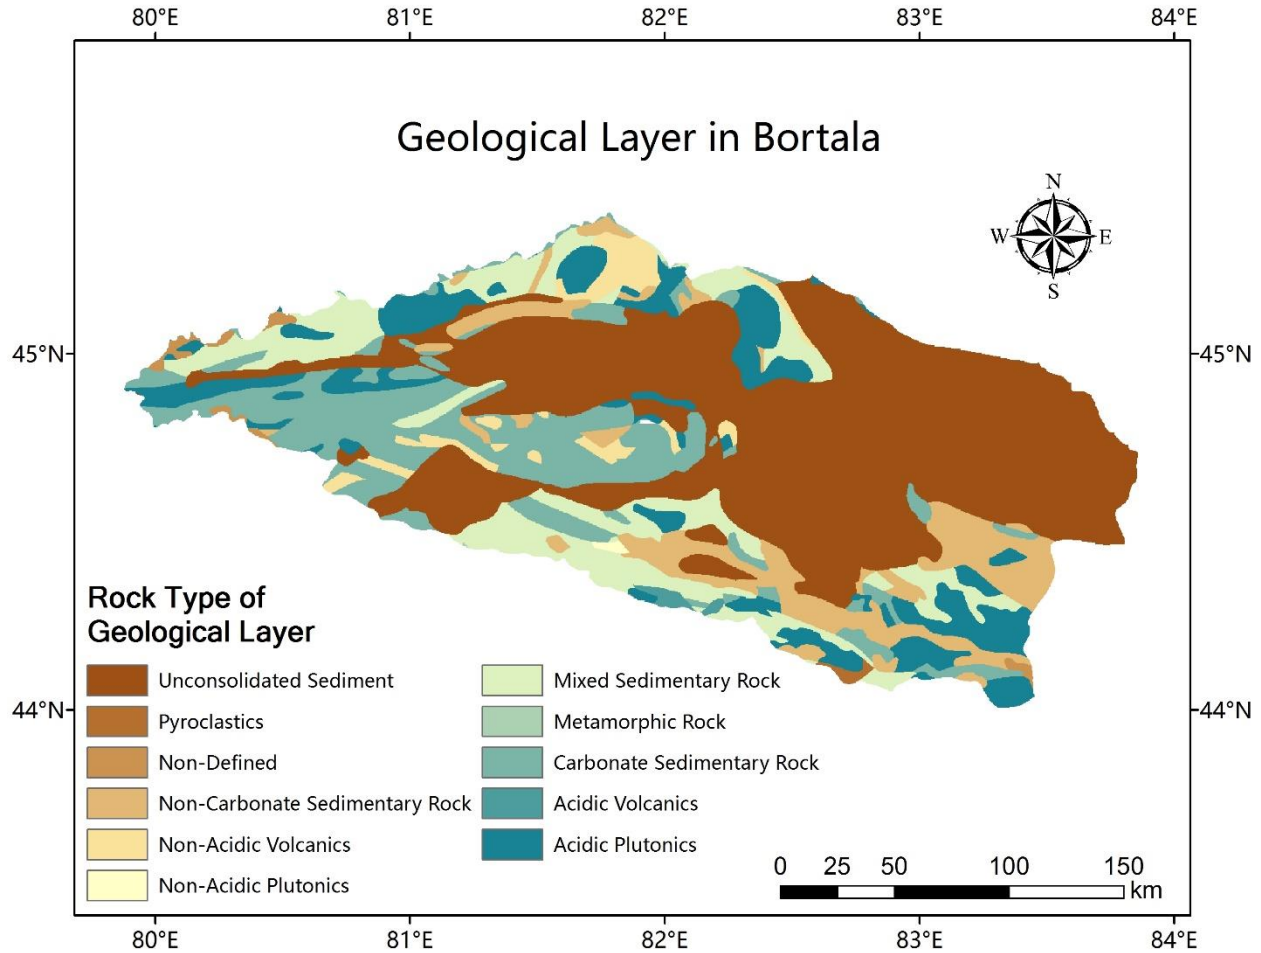 80°E 81°E 82°E 83°E 84°E
Geological Layer in Bortala
N
W E
S
45°N 45°N
Rock Type of
Geological Layer
Unconsolidated Sediment
Pyroclastics
Non-Defined
Non-Carbonate Sedimentary Rock
Non-Acidic Volcanics
Non-Acidic Plutonics
Mixed Sedimentary Rock
Metamorphic Rock
Carbonate Sedimentary Rock
Acidic Volcanics
Acidic Plutonics
44°N 44°N
0 25 50 100 150
km
80°E 81°E 82°E 83°E 84°E